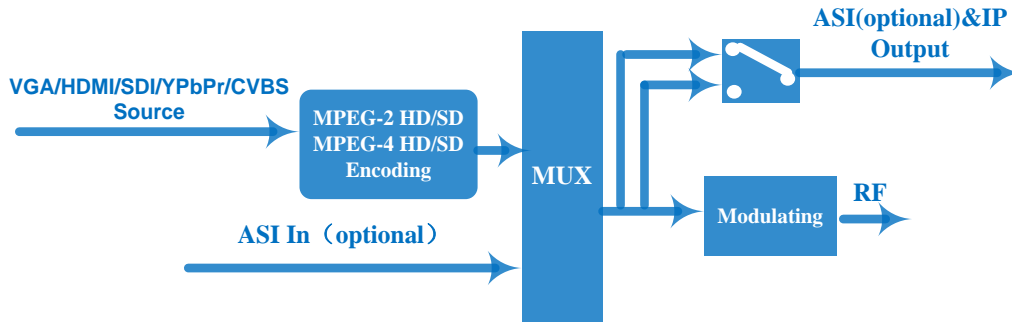 VGA/HDMI/SDI/YPbPr/CVBS
Source
MPEG-2 HD/SD
MPEG-4 HD/SD
Encoding
ASI In（optional）
MUX
ASI(optional)&IP
Output
Modulating
RF